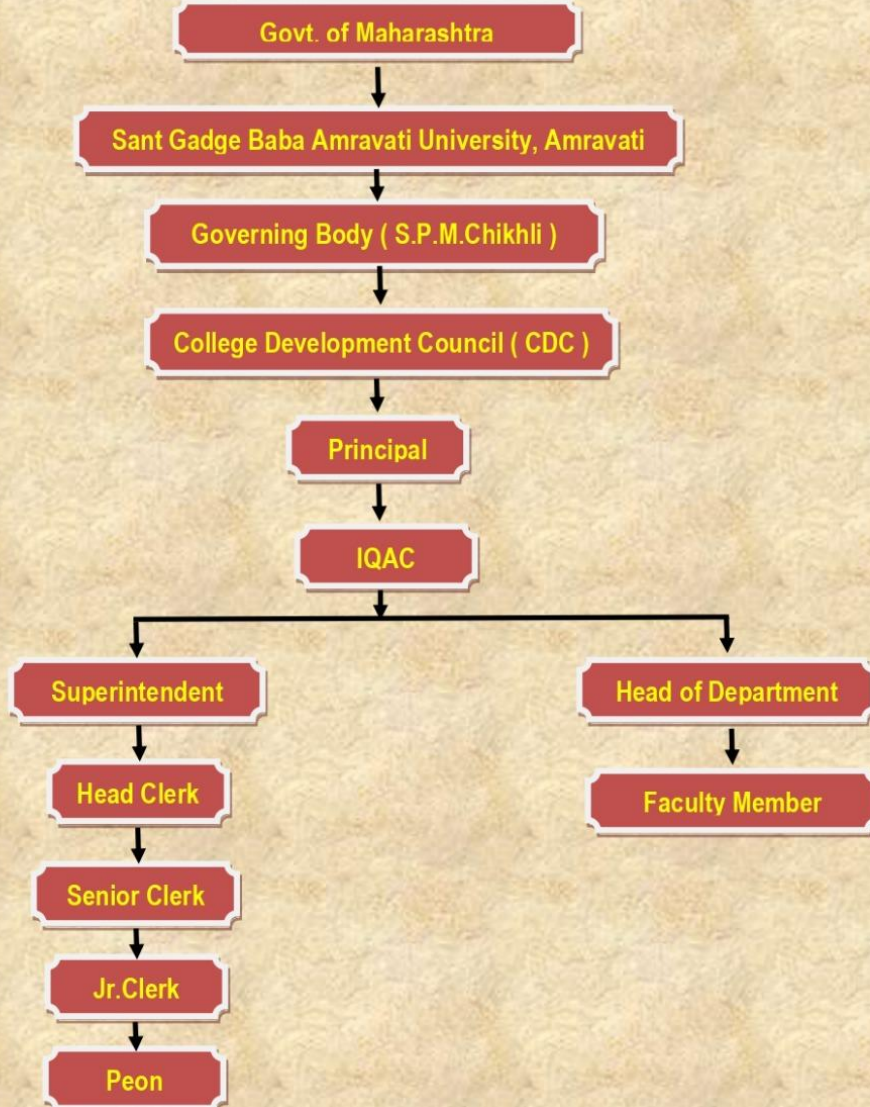 Govt. of Maharashtra
Sant Gadge Baba Amravati University, Amravati
Governing Body ( S.P.M.Chikhli )
College Development Council ( CDC )
Principal
IQAC
Superintendent
Head of Department
Head Clerk
Faculty Member
Senior Clerk
Jr.Clerk
Peon